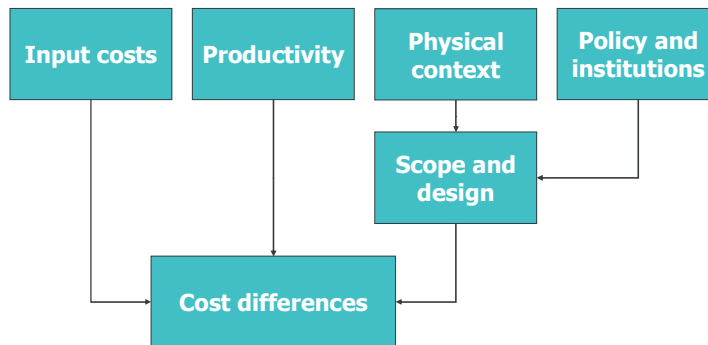 Input costs
Productivity
Physical
context
Policy and
institutions
Scope and
design
Cost differences